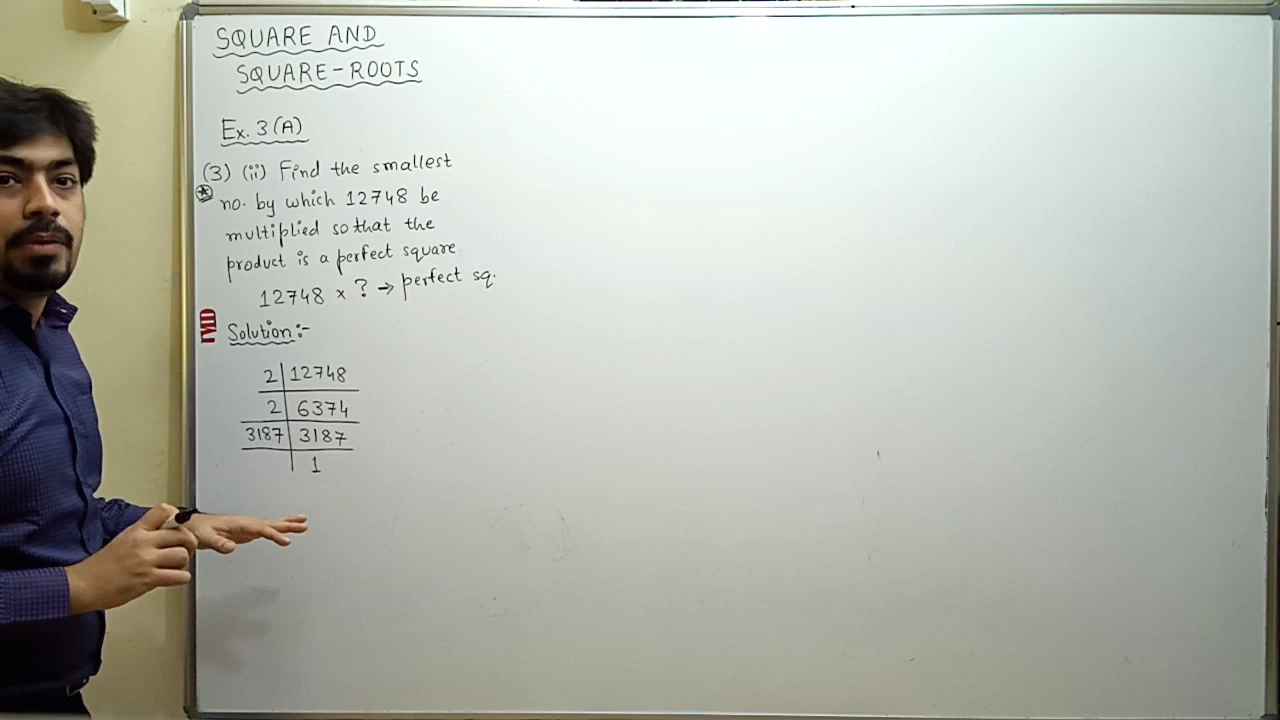 SQUARE AND
SQUARE-ROOTS
Ex. 3(A)
(3) (ii) Find the smallest
no. by which 12748 be
multiplied so that the
product is a perfect square.
12748 × ? → perfect sq.
Solution:-
2 | 12748
2 | 6374
3187 | 3187
1